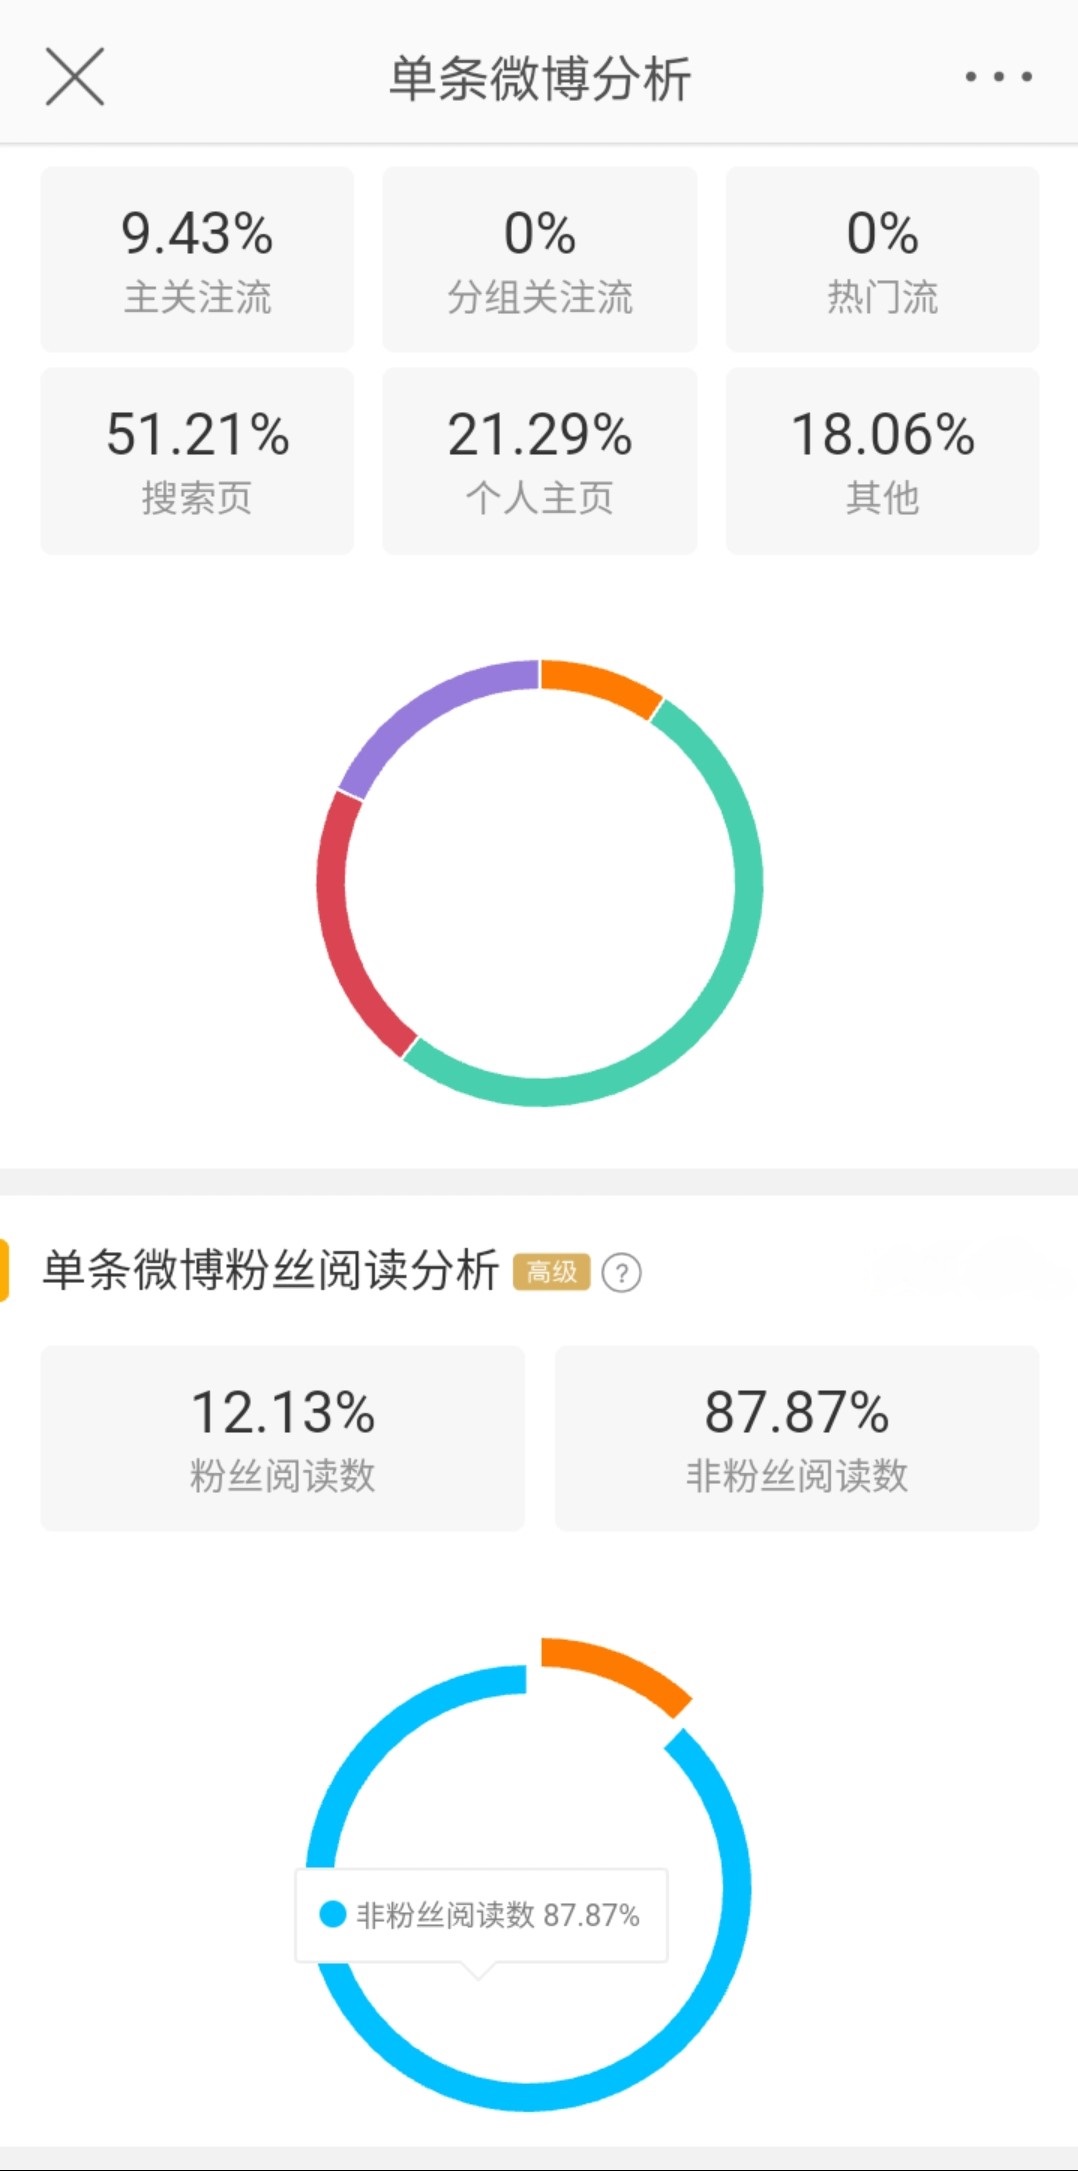 单条微博分析
9.43% 0% 0%
主关注流 分组关注流 热门流
51.21% 21.29% 18.06%
搜索页 个人主页 其他
单条微博粉丝阅读分析 高级 ?
12.13% 87.87%
粉丝阅读数 非粉丝阅读数
非粉丝阅读数 87.87%